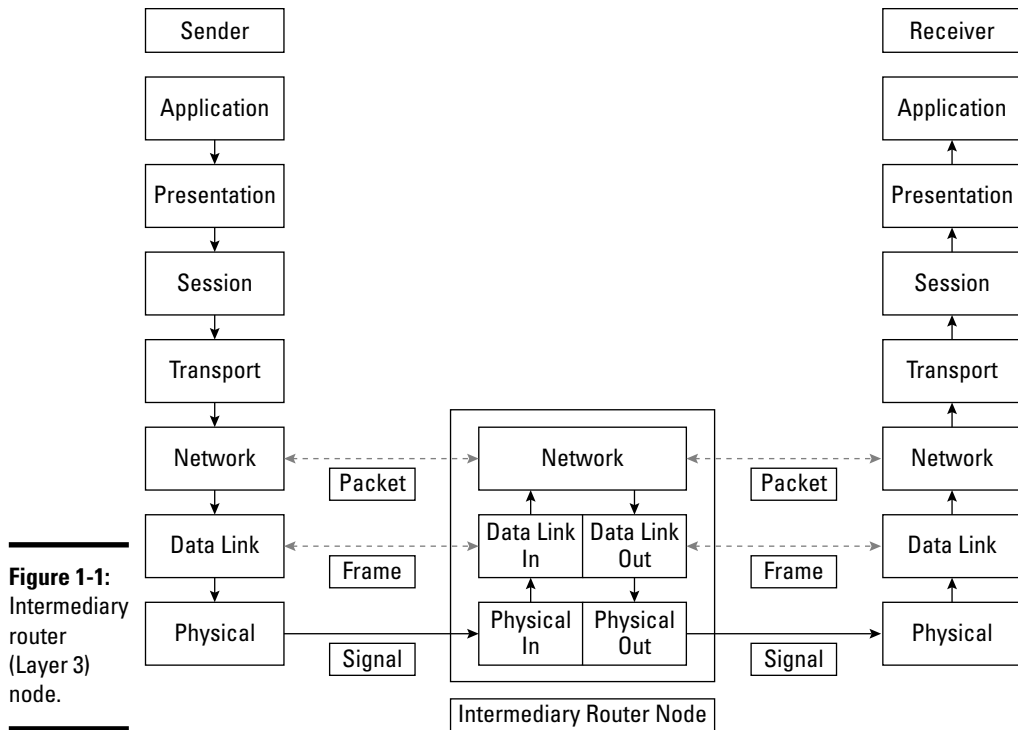 Sender
Receiver
Application
Application
Presentation
Presentation
Session
Session
Transport
Transport
Network
Network
Network
Packet
Packet
Data Link
Data Link
In
Data Link
Out
Data Link
Frame
Frame
Physical
Physical
In
Physical
Out
Physical
Signal
Signal
Intermediary Router Node
Figure 1-1:
Intermediary
router
(Layer 3)
node.